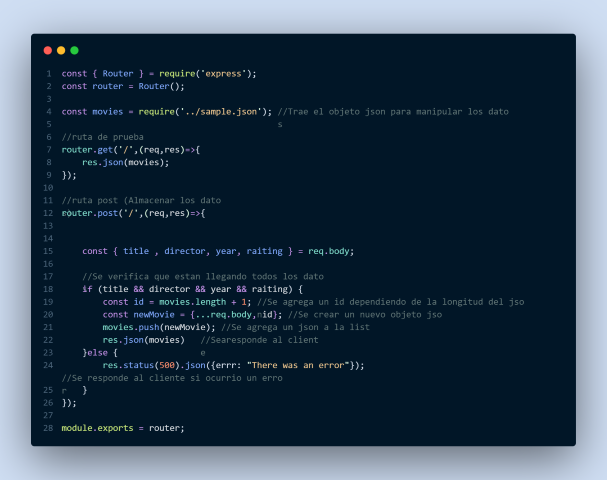 1 const { Router } = require('express');
2 const router = Router();
3
4 const movies = require('../sample.json'); //Trae el objeto json para manipular los dato
5 s
6 //ruta de prueba
7 router.get('/',(req,res)=>{
8 res.json(movies);
9 });
10
11 //ruta post (Almacenar los dato
12 router.post('/',(req,res)=>{
13
14
15 const { title , director, year, raiting } = req.body;
16
17 //Se verifica que estan llegando todos los dato
18 if (title && director && year && raiting) {
19 const id = movies.length + 1; //Se agrega un id dependiendo de la longitud del jso
20 const newMovie = {...req.body,nid}; //Se crear un nuevo objeto jso
21 movies.push(newMovie); //Se agrega un json a la list
22 res.json(movies) //Searesponde al client
23 }else { e
24 res.status(500).json({errr: "There was an error"});
//Se responde al cliente si ocurrio un erro
25 r }
26 });
27
28 module.exports = router;